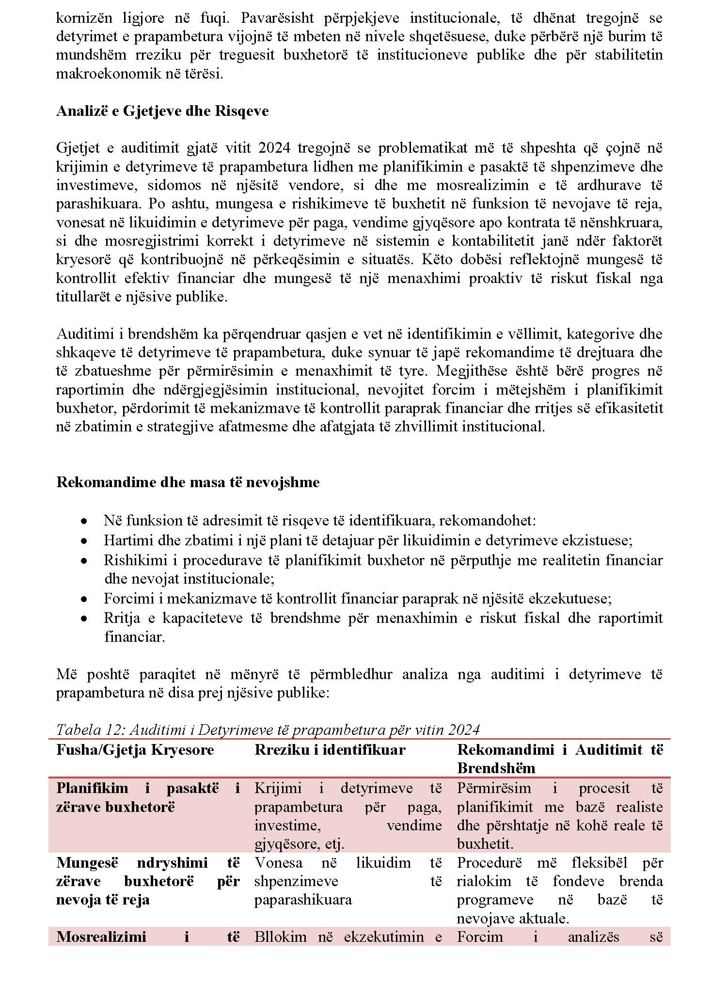 kornizën ligjore në fuqi. Pavarësisht përpjekjeve institucionale, të dhënat tregojnë se
detyrimet e prapambetura vijojnë të mbeten në nivele shqetësuese, duke përbërë një burim të
mundshëm rreziku për treguesit buxhetorë të institucioneve publike dhe për stabilitetin
makroekonomik në tërësi.
Analizë e Gjetjeve dhe Risqeve
Gjetjet e auditimit gjatë vitit 2024 tregojnë se problematikat më të shpeshta që çojnë në
krijimin e detyrimeve të prapambetura lidhen me planifikimin e pasaktë të shpenzimeve dhe
investimeve, sidomos në njësitë vendore, si dhe me mosrealizimin e të ardhurave të
parashikuara. Po ashtu, mungesa e rishikimeve të buxhetit në funksion të nevojave të reja,
vonesat në likuidimin e detyrimeve për paga, vendime gjyqësore apo kontrata të nënshkruara,
si dhe mosregjistrimi korrekt i detyrimeve në sistemin e kontabilitetit janë ndër faktorët
kryesorë që kontribuojnë në përkeqësimin e situatës. Këto dobësi reflektojnë mungesë të
kontrollit efektiv financiar dhe mungesë të një menaxhimi proaktiv të riskut fiskal nga
titullarët e njësive publike.
Auditimi i brendshëm ka përqendruar qasjen e vet në identifikimin e vëllimit, kategorive dhe
shkaqeve të detyrimeve të prapambetura, duke synuar të japë rekomandime të drejtuara dhe
të zbatueshme për përmirësimin e menaxhimit të tyre. Megjithëse është bërë progres në
raportimin dhe ndërgjegjësimin institucional, nevojitet forcim i mëtejshëm i planifikimit
buxhetor, përdorimit të mekanizmave të kontrollit paraprak financiar dhe rritjes së efikasitetit
në zbatimin e strategjive afatmesme dhe afatgjata të zhvillimit institucional.
Rekomandime dhe masa të nevojshme
• Në funksion të adresimit të risqeve të identifikuara, rekomandohet:
• Hartimi dhe zbatimi i një plani të detajuar për likuidimin e detyrimeve ekzistuese;
• Rishikimi i procedurave të planifikimit buxhetor në përputhje me realitetin financiar
dhe nevojat institucionale;
• Forcimi i mekanizmave të kontrollit financiar paraprak në njësitë ekzekutuese;
• Rritja e kapaciteteve të brendshme për menaxhimin e riskut fiskal dhe raportimit
financiar.
Më poshtë paraqitet në mënyrë të përmbledhur analiza nga auditimi i detyrimeve të
prapambetura në disa prej njësive publike:
Tabela 12: Auditimi i Detyrimeve të prapambetura për vitin 2024
Fusha/Gjetja Kryesore
Rreziku i identifikuar
Rekomandimi i Auditimit të
Brendshëm
Planifikim i pasaktë i
zërave buxhetorë
Krijimi i detyrimeve të
prapambetura për paga,
investime, vendime
gjyqësore, etj.
Përmirësim i procesit të
planifikimit me bazë realiste
dhe përshtatje në kohë reale të
buxhetit.
Mungesë ndryshimi të
zërave buxhetorë për
nevoja të reja
Vonesa në likuidim të
shpenzimeve të
paparashikuara
Procedurë më fleksibël për
rialokim të fondeve brenda
programeve në bazë të
nevojave aktuale.
Mosrealizimi i të
Bllokim në ekzekutimin e
Forcim i analizës së